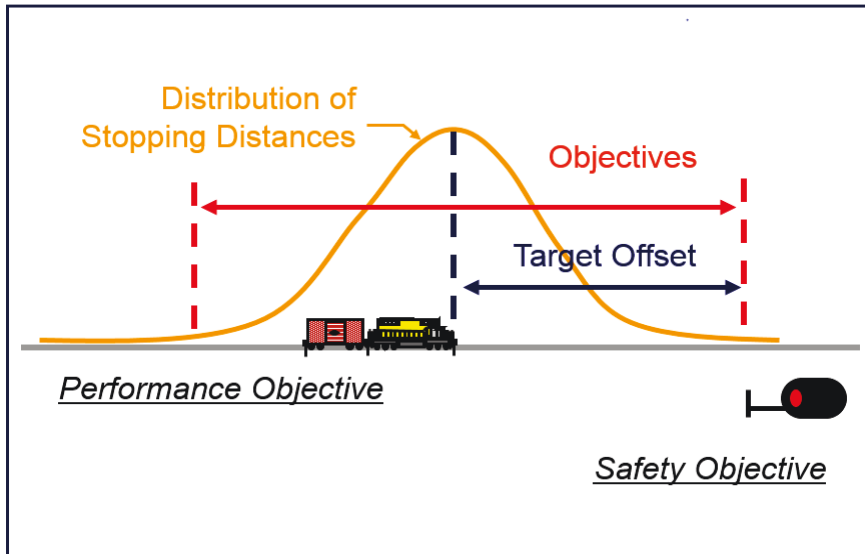 Distribution of
Stopping Distances
Objectives
Target Offset
Performance Objective
Safety Objective